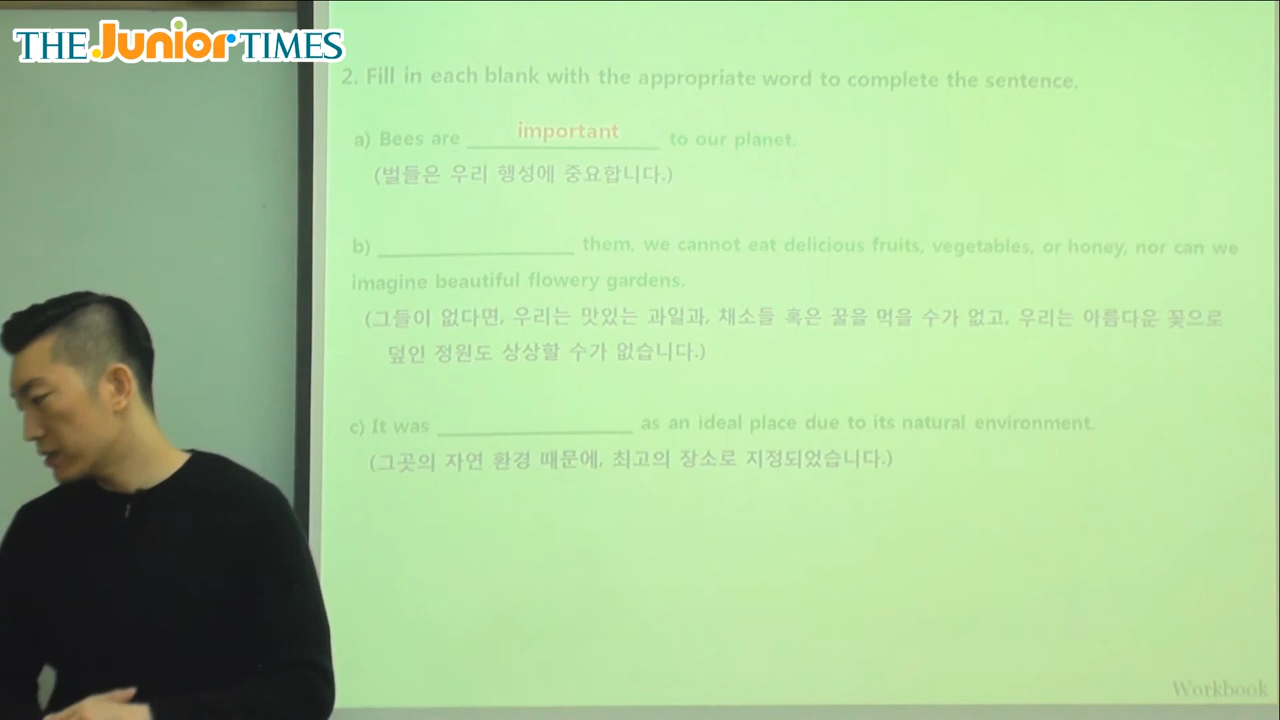 THE Junior TIMES
2. Fill in each blank with the appropriate word to complete the sentence.
a) Bees are important to our planet.
(벌들은 우리 행성에 중요합니다.)
b) ____________ them, we cannot eat delicious fruits, vegetables, or honey, nor can we
imagine beautiful flowery gardens.
(그들이 없다면, 우리는 맛있는 과일과, 채소들 혹은 꿀을 먹을 수가 없고, 우리는 아름다운 꽃으로
덮인 정원도 상상할 수가 없습니다.)
c) It was ____________ as an ideal place due to its natural environment.
(그곳의 자연 환경 때문에, 최고의 장소로 지정되었습니다.)
Workbook